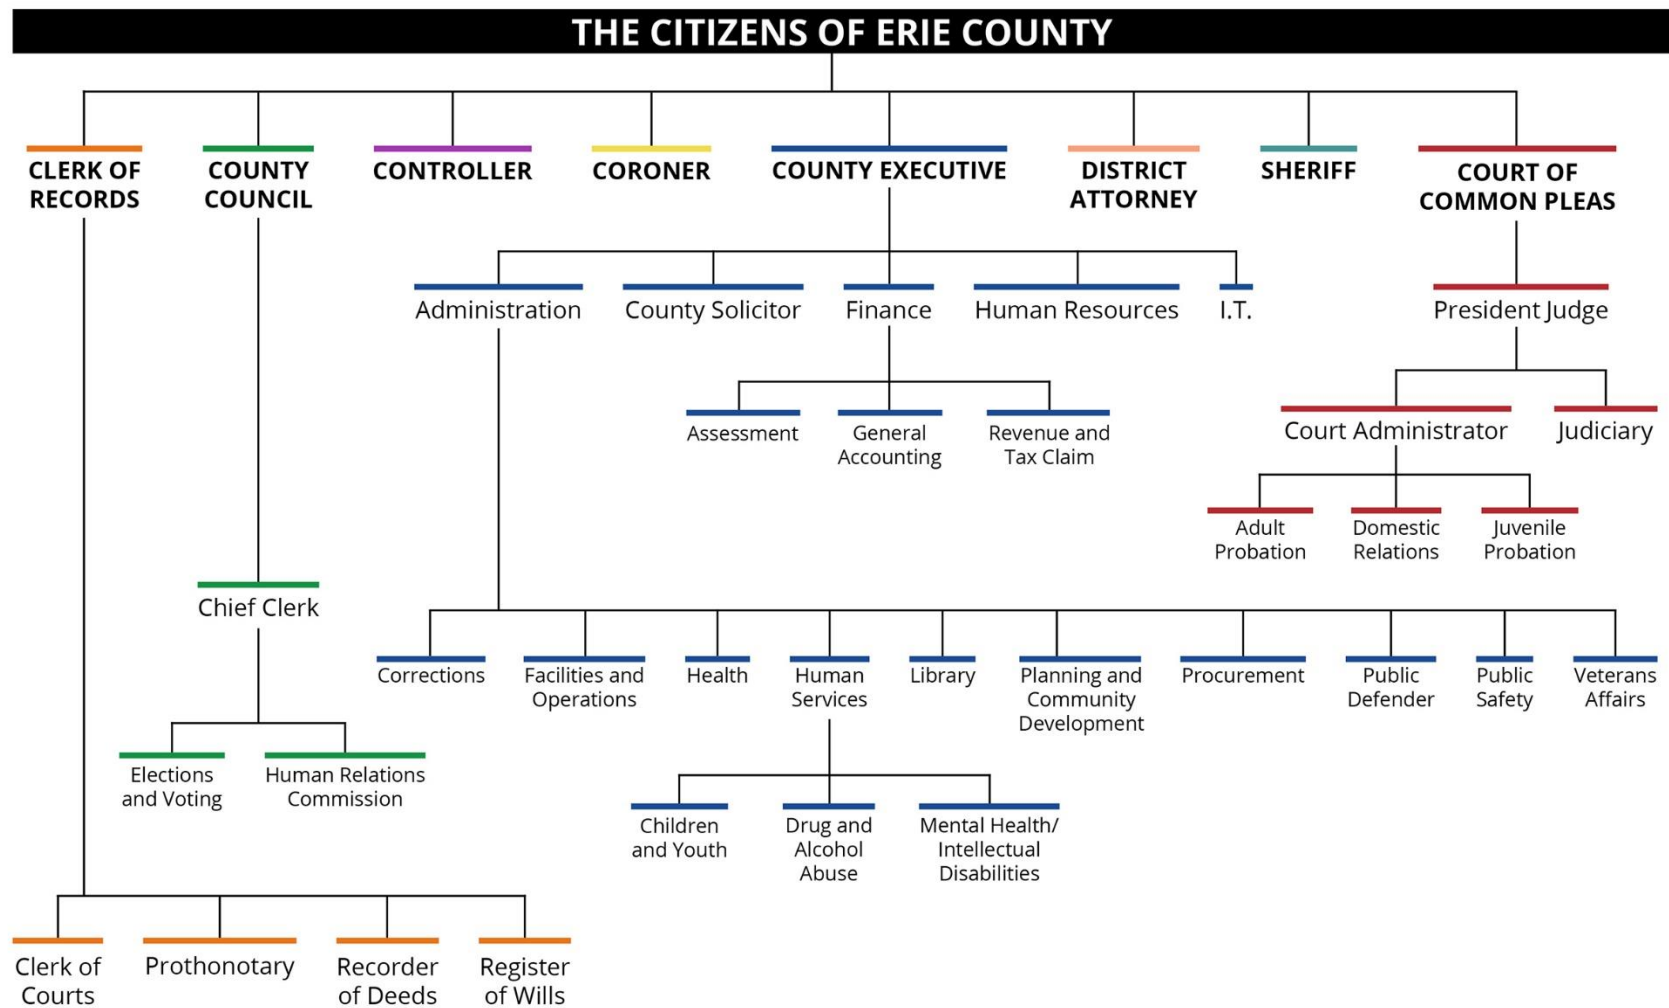 THE CITIZENS OF ERIE COUNTY
CLERK OF
RECORDS
COUNTY
COUNCIL
CONTROLLER
CORONER
COUNTY EXECUTIVE
DISTRICT
ATTORNEY
SHERIFF
COURT OF
COMMON PLEAS
Administration
County Solicitor
Finance
Human Resources
I.T.
President Judge
Assessment
General
Accounting
Revenue and
Tax Claim
Court Administrator
Judiciary
Adult
Probation
Domestic
Relations
Juvenile
Probation
Chief Clerk
Corrections
Facilities and
Operations
Health
Human
Services
Library
Planning and
Community
Development
Procurement
Public
Defender
Public
Safety
Veterans
Affairs
Elections
and Voting
Human Relations
Commission
Children
and Youth
Drug and
Alcohol
Abuse
Mental Health/
Intellectual
Disabilities
Clerk of
Courts
Prothonotary
Recorder
of Deeds
Register
of Wills